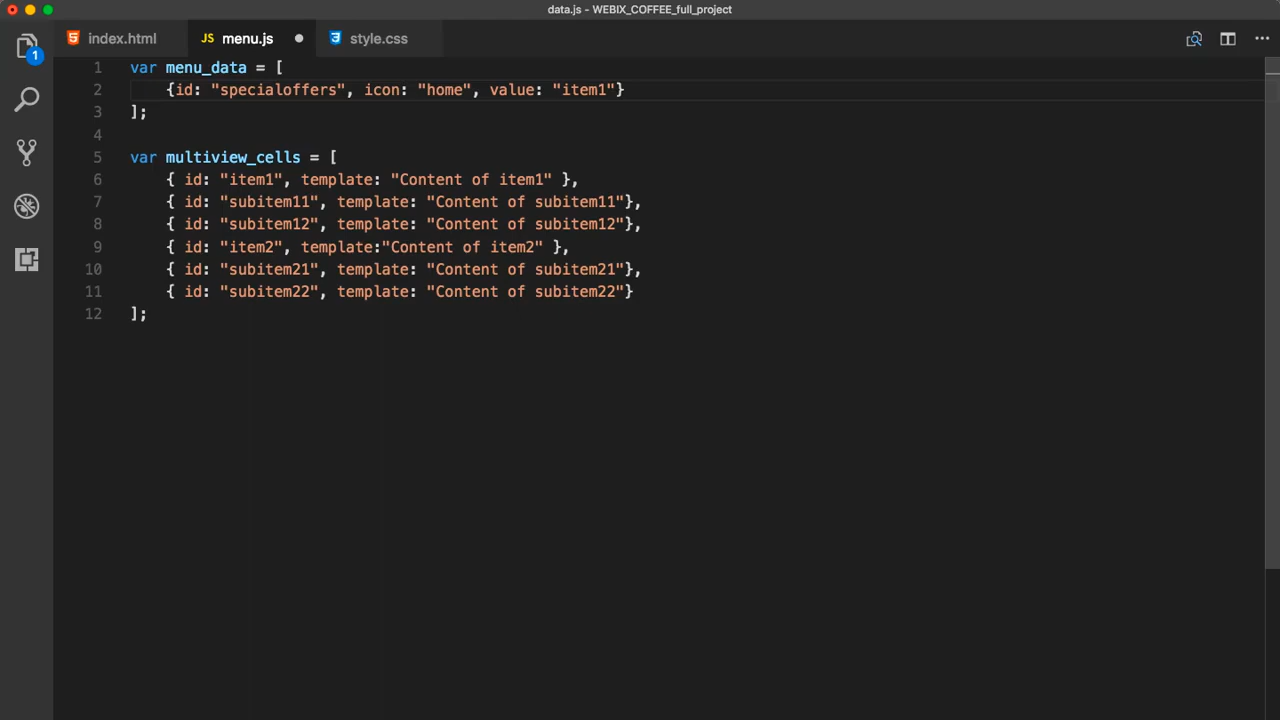 data.js - WEBIX_COFFEE_full_project
index.html JS menu.js style.css
1 var menu_data = [
2 {id: "specialoffers", icon: "home", value: "item1"}
3 ];
4
5 var multiview_cells = [
6 { id: "item1", template: "Content of item1" },
7 { id: "subitem11", template: "Content of subitem11"},
8 { id: "subitem12", template: "Content of subitem12"},
9 { id: "item2", template:"Content of item2" },
10 { id: "subitem21", template: "Content of subitem21"},
11 { id: "subitem22", template: "Content of subitem22"}
12 ];
1